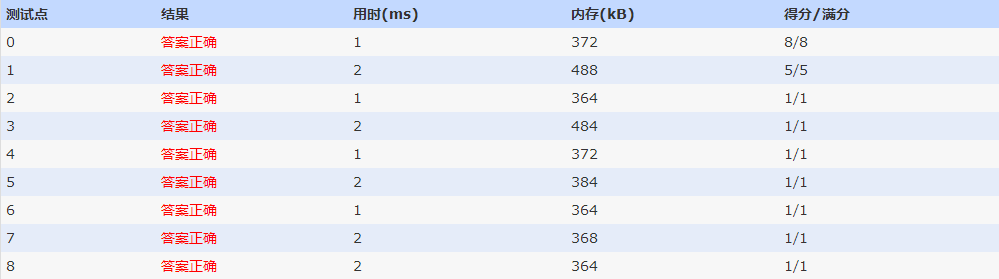 测试点 结果 用时(ms) 内存(kB) 得分/满分
0 答案正确 1 372 8/8
1 答案正确 2 488 5/5
2 答案正确 1 364 1/1
3 答案正确 2 484 1/1
4 答案正确 1 372 1/1
5 答案正确 2 384 1/1
6 答案正确 1 364 1/1
7 答案正确 2 368 1/1
8 答案正确 2 364 1/1